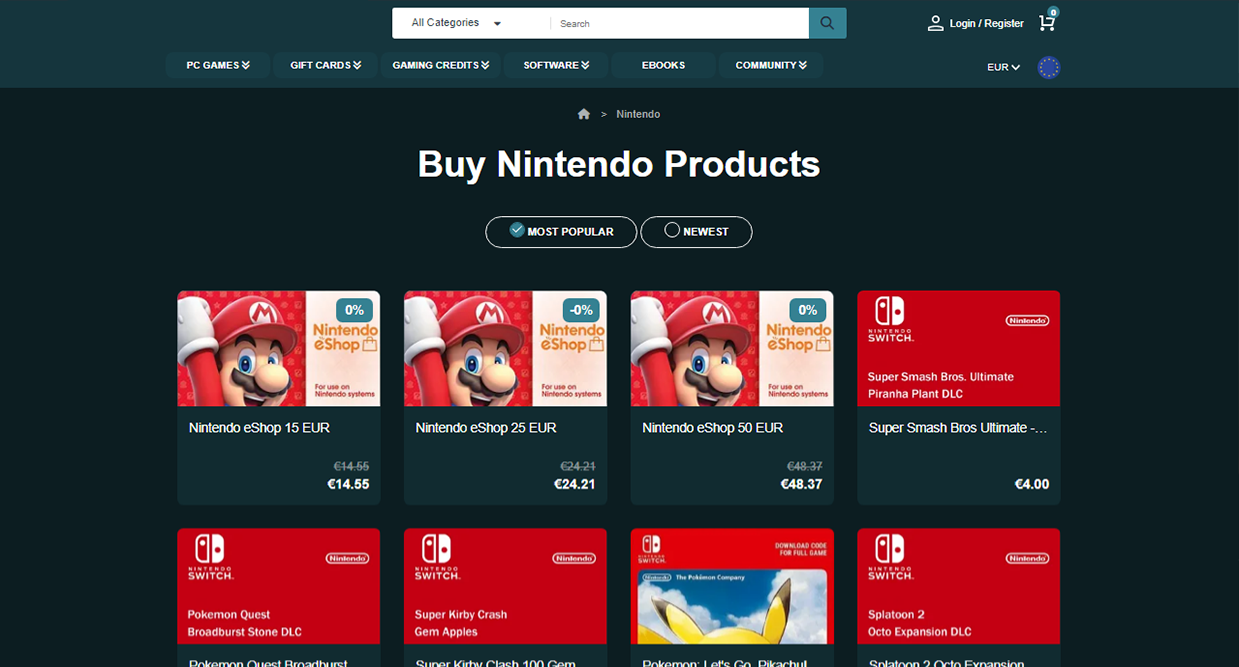 All Categories
Search
Login / Register
0
PC GAMES
GIFT CARDS
GAMING CREDITS
SOFTWARE
EBOOKS
COMMUNITY
EUR
> Nintendo
Buy Nintendo Products
MOST POPULAR
NEWEST
0%
Nintendo
eShop
For use on
Nintendo systems
Nintendo eShop 15 EUR
€14.55
€14.55
-0%
Nintendo
eShop
For use on
Nintendo systems
Nintendo eShop 25 EUR
€24.21
€24.21
0%
Nintendo
eShop
For use on
Nintendo systems
Nintendo eShop 50 EUR
€48.37
€48.37
NINTENDO
SWITCH.
Nintendo
Super Smash Bros. Ultimate
Piranha Plant DLC
Super Smash Bros Ultimate -...
€4.00
NINTENDO
SWITCH.
Nintendo
Pokemon Quest
Broadburst Stone DLC
Pokemon Quest Broadburst
NINTENDO
SWITCH.
Nintendo
Super Kirby Crash
Gem Apples
Super Kirby Clash 100 Gem
NINTENDO
SWITCH.
DOWNLOAD CODE
FOR FULL GAME
Nintendo The Pokémon Company
Pokemon: Let's Go, Pikachu!
NINTENDO
SWITCH.
Nintendo
Splatoon 2
Octo Expansion DLC
Splatoon 2 Octo Expansion